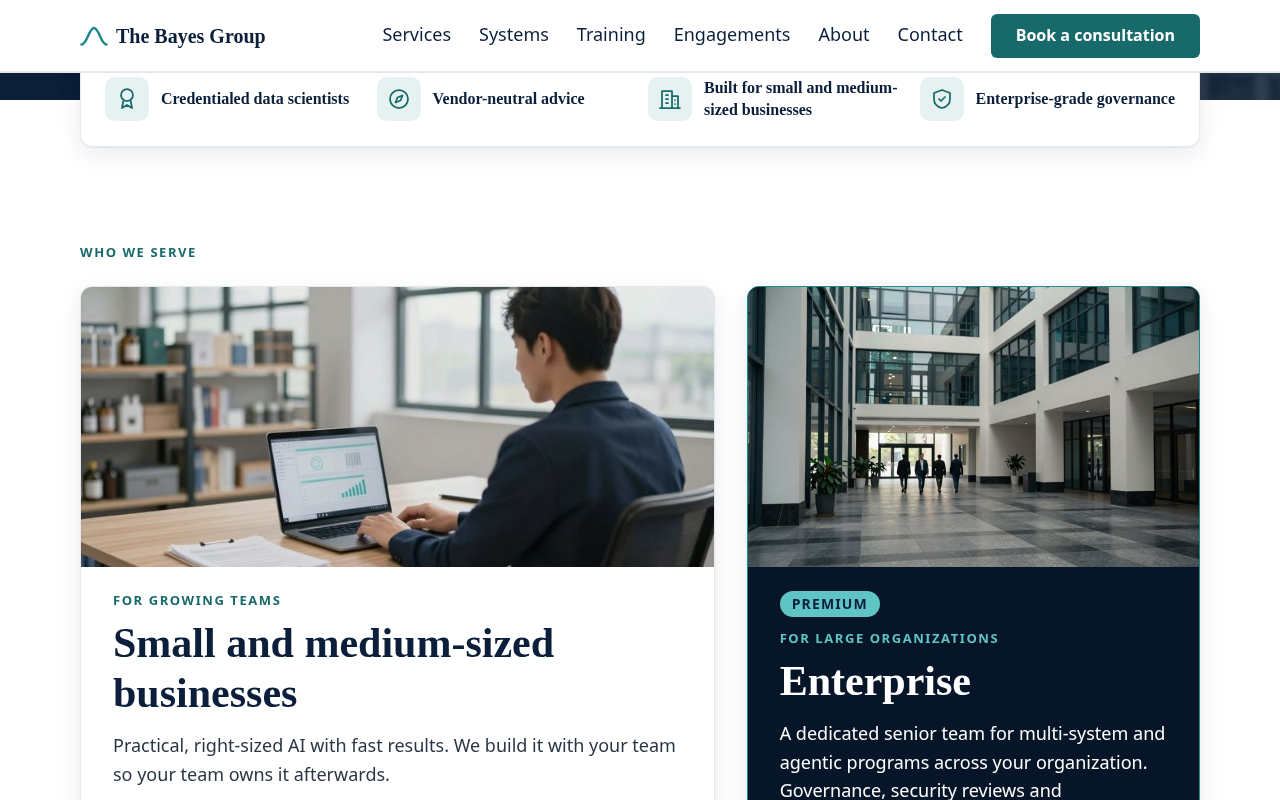 The Bayes Group
Services
Systems
Training
Engagements
About
Contact
Book a consultation
Credentialed data scientists
Vendor-neutral advice
Built for small and medium-
sized businesses
Enterprise-grade governance
WHO WE SERVE
FOR GROWING TEAMS
Small and medium-sized
businesses
Practical, right-sized AI with fast results. We build it with your team
so your team owns it afterwards.
PREMIUM
FOR LARGE ORGANIZATIONS
Enterprise
A dedicated senior team for multi-system and
agentic programs across your organization.
Governance, security reviews and